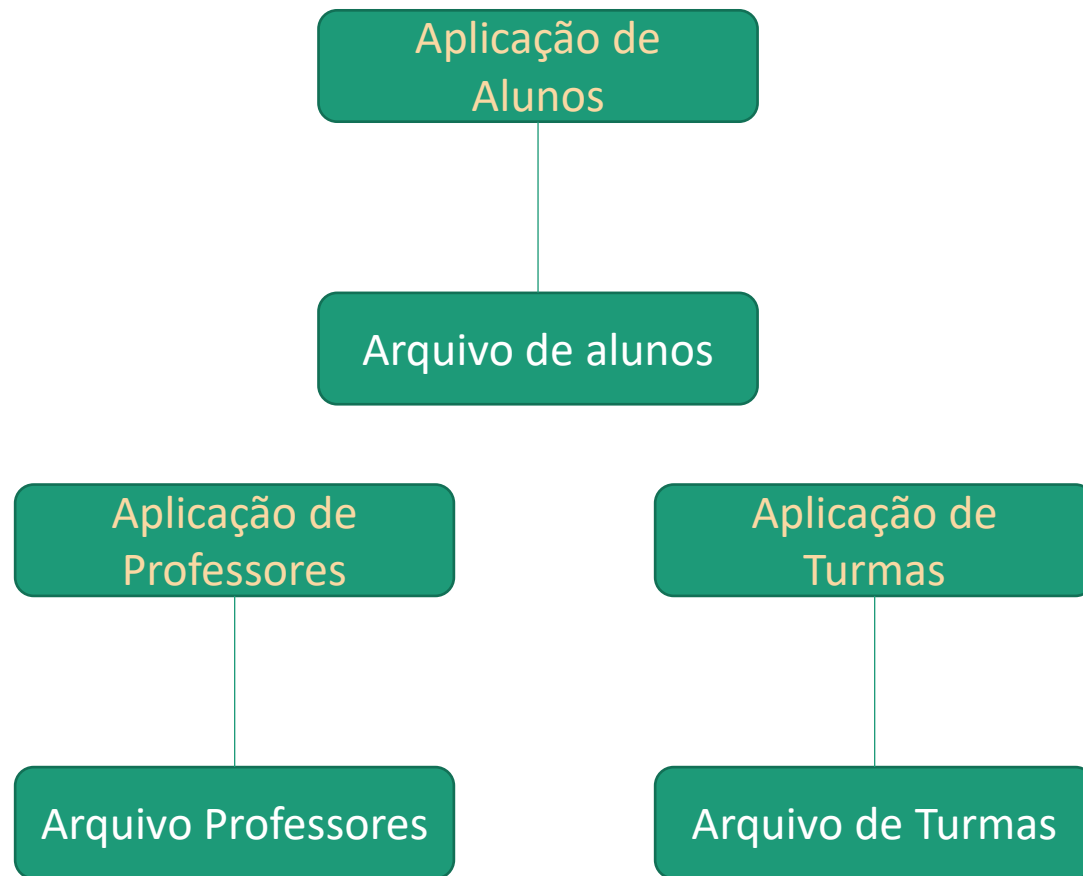 Aplicação de
Alunos
Arquivo de alunos
Aplicação de
Professores
Aplicação de
Turmas
Arquivo Professores
Arquivo de Turmas